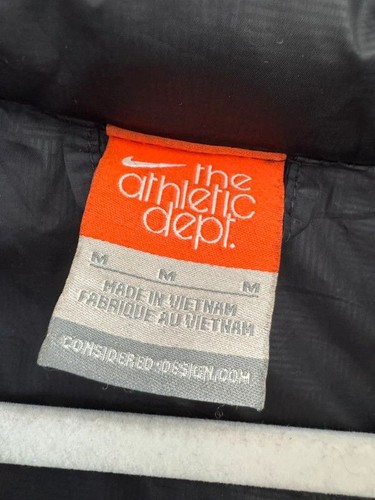 the
athletic
dept.
M M M
MADE IN VIETNAM
FABRIQUE AU VIETNAM
CONSIDERED-DESIGN.COM